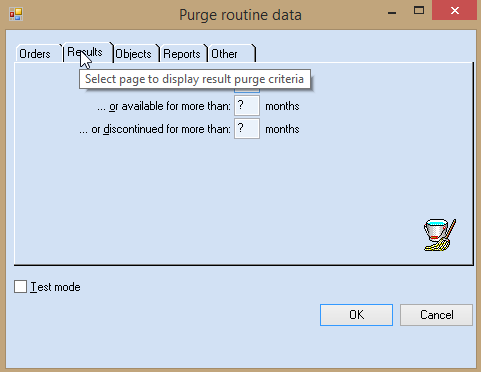 Purge routine data
Orders Results Objects Reports Other
Select page to display result purge criteria
... or available for more than: ? months
... or discontinued for more than: ? months
Test mode
OK Cancel